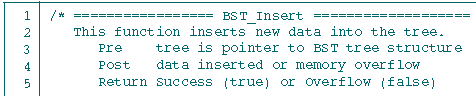 1 /* ================= BST_Insert ===================
2 This function inserts new data into the tree.
3 Pre tree is pointer to BST tree structure
4 Post data inserted or memory overflow
5 Return Success (true) or Overflow (false)